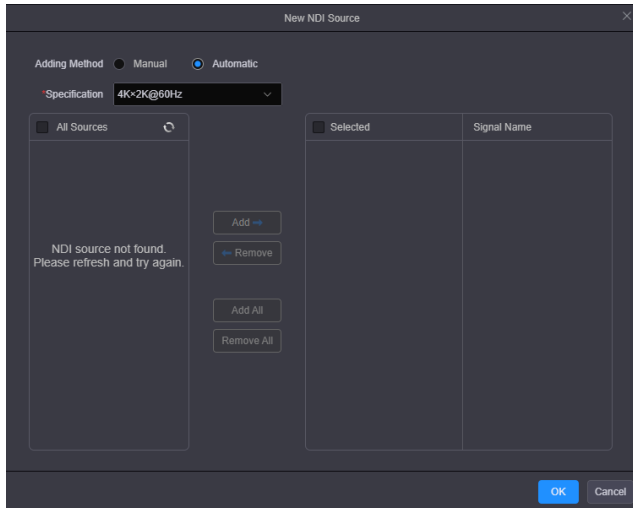 New NDI Source
Adding Method Manual Automatic
*Specification 4K×2K@60Hz
All Sources
Selected Signal Name
Add
Remove
NDI source not found.
Please refresh and try again.
Add All
Remove All
OK Cancel